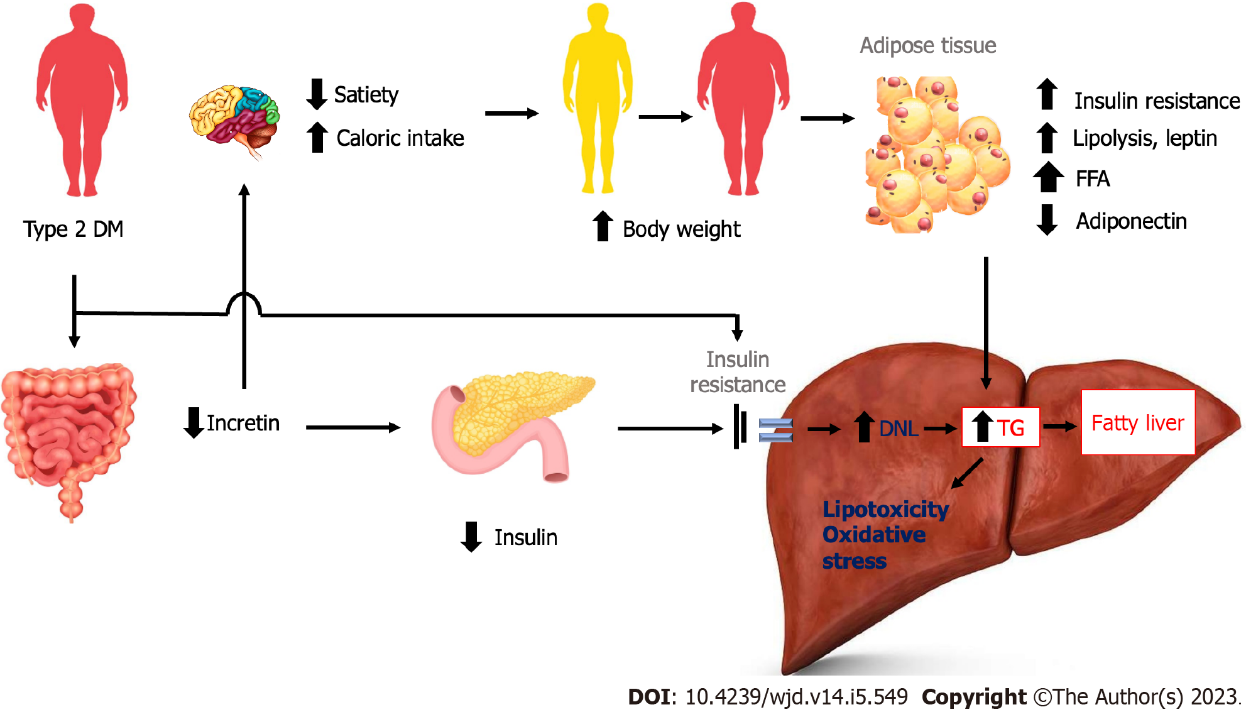 Adipose tissue
Satiety
Caloric intake
Insulin resistance
Lipolysis, leptin
FFA
Adiponectin
Type 2 DM
Body weight
Insulin
resistance
Incretin
DNL
TG
Fatty liver
Lipotoxicity
Oxidative
stress
Insulin
DOI: 10.4239/wjd.v14.i5.549 Copyright ©The Author(s) 2023.